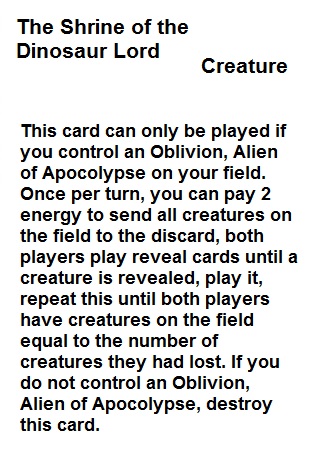 The Shrine of the
Dinosaur Lord
Creature
This card can only be played if
you control an Oblivion, Alien
of Apocolypse on your field.
Once per turn, you can pay 2
energy to send all creatures on
the field to the discard, both
players play reveal cards until a
creature is revealed, play it,
repeat this until both players
have creatures on the field
equal to the number of
creatures they had lost. If you
do not control an Oblivion,
Alien of Apocolypse, destroy
this card.